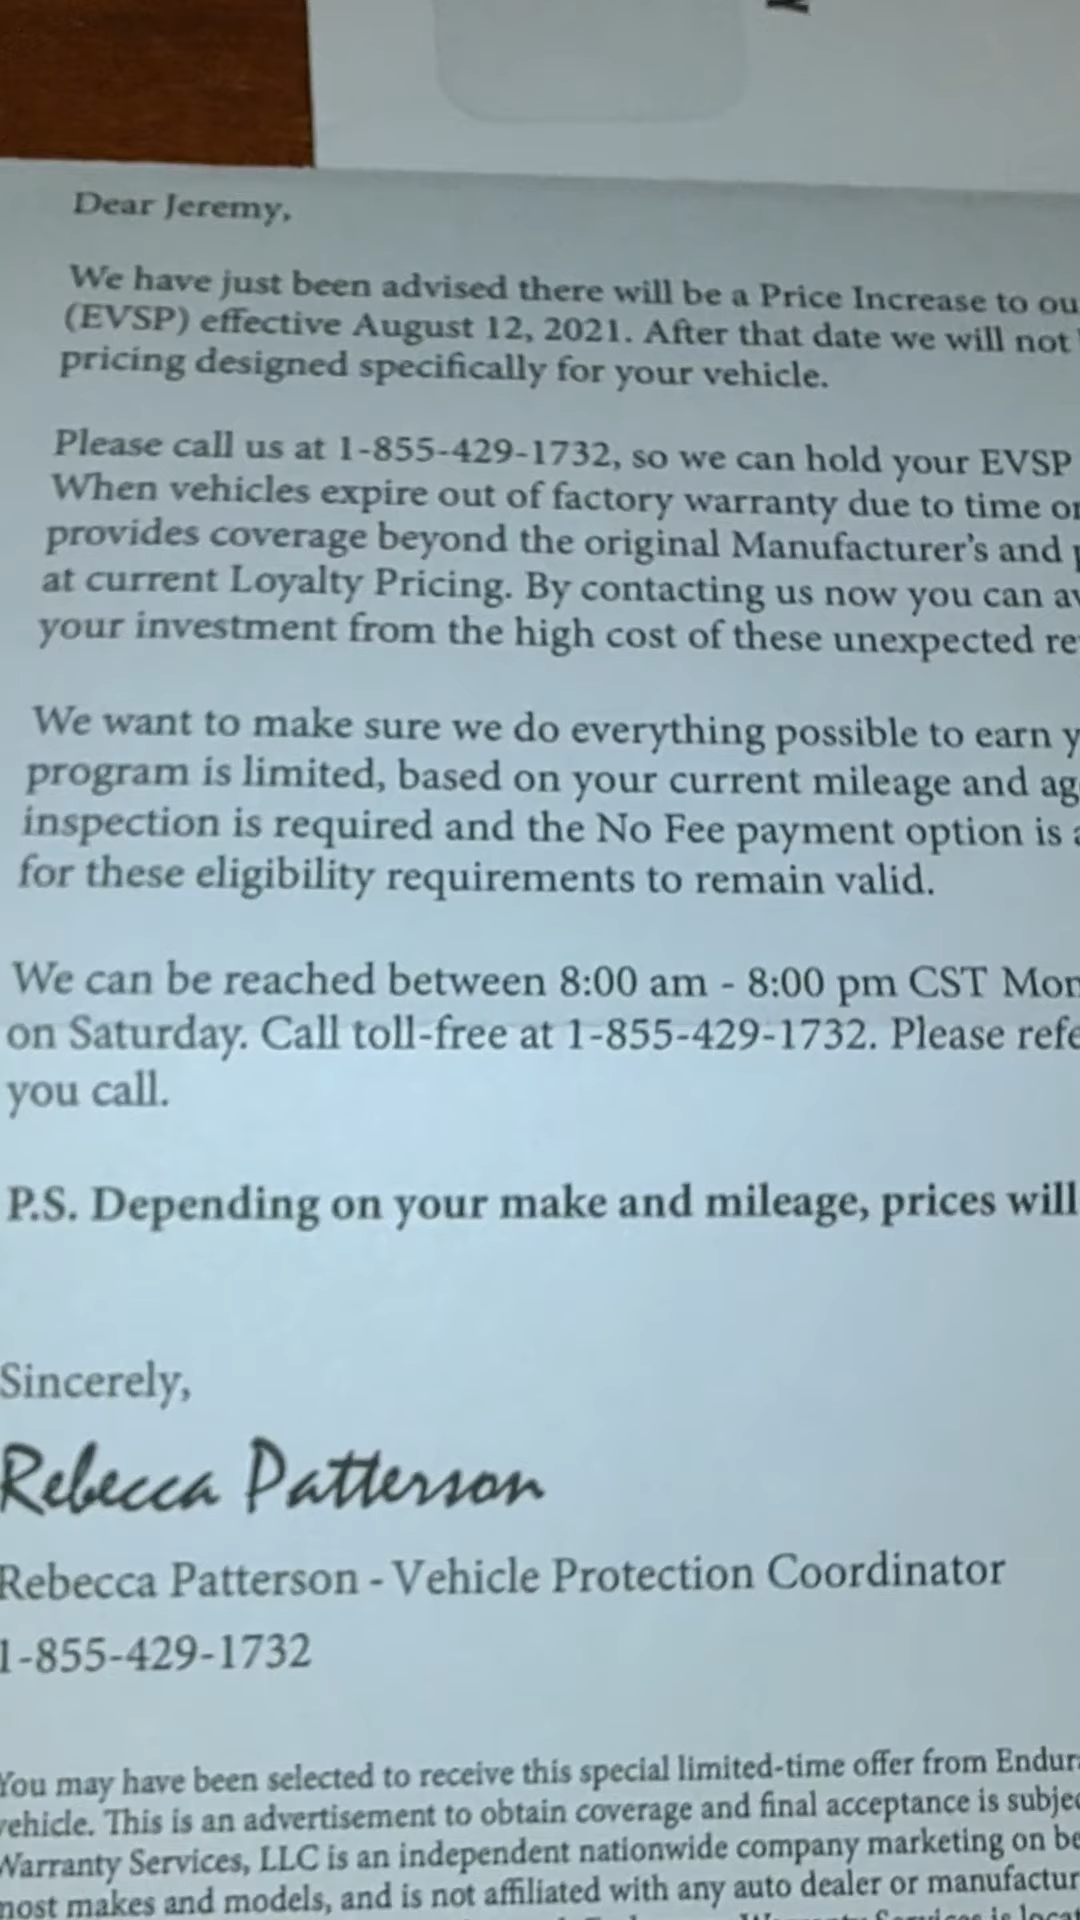 Dear Jeremy,
We have just been advised there will be a Price Increase to ou
(EVSP) effective August 12, 2021. After that date we will not
pricing designed specifically for your vehicle.
Please call us at 1-855-429-1732, so we can hold your EVSP
When vehicles expire out of factory warranty due to time or
provides coverage beyond the original Manufacturer's and
at current Loyalty Pricing. By contacting us now you can av
your investment from the high cost of these unexpected re
We want to make sure we do everything possible to earn y
program is limited, based on your current mileage and ag
inspection is required and the No Fee payment option is a
for these eligibility requirements to remain valid.
We can be reached between 8:00 am - 8:00 pm CST Mon
on Saturday. Call toll-free at 1-855-429-1732. Please refe
you call.
P.S. Depending on your make and mileage, prices will
Sincerely,
Rebecca Patterson
Rebecca Patterson - Vehicle Protection Coordinator
1-855-429-1732
You may have been selected to receive this special limited-time offer from Endura
vehicle. This is an advertisement to obtain coverage and final acceptance is subjec
Warranty Services, LLC is an independent nationwide company marketing on be
most makes and models, and is not affiliated with any auto dealer or manufactur